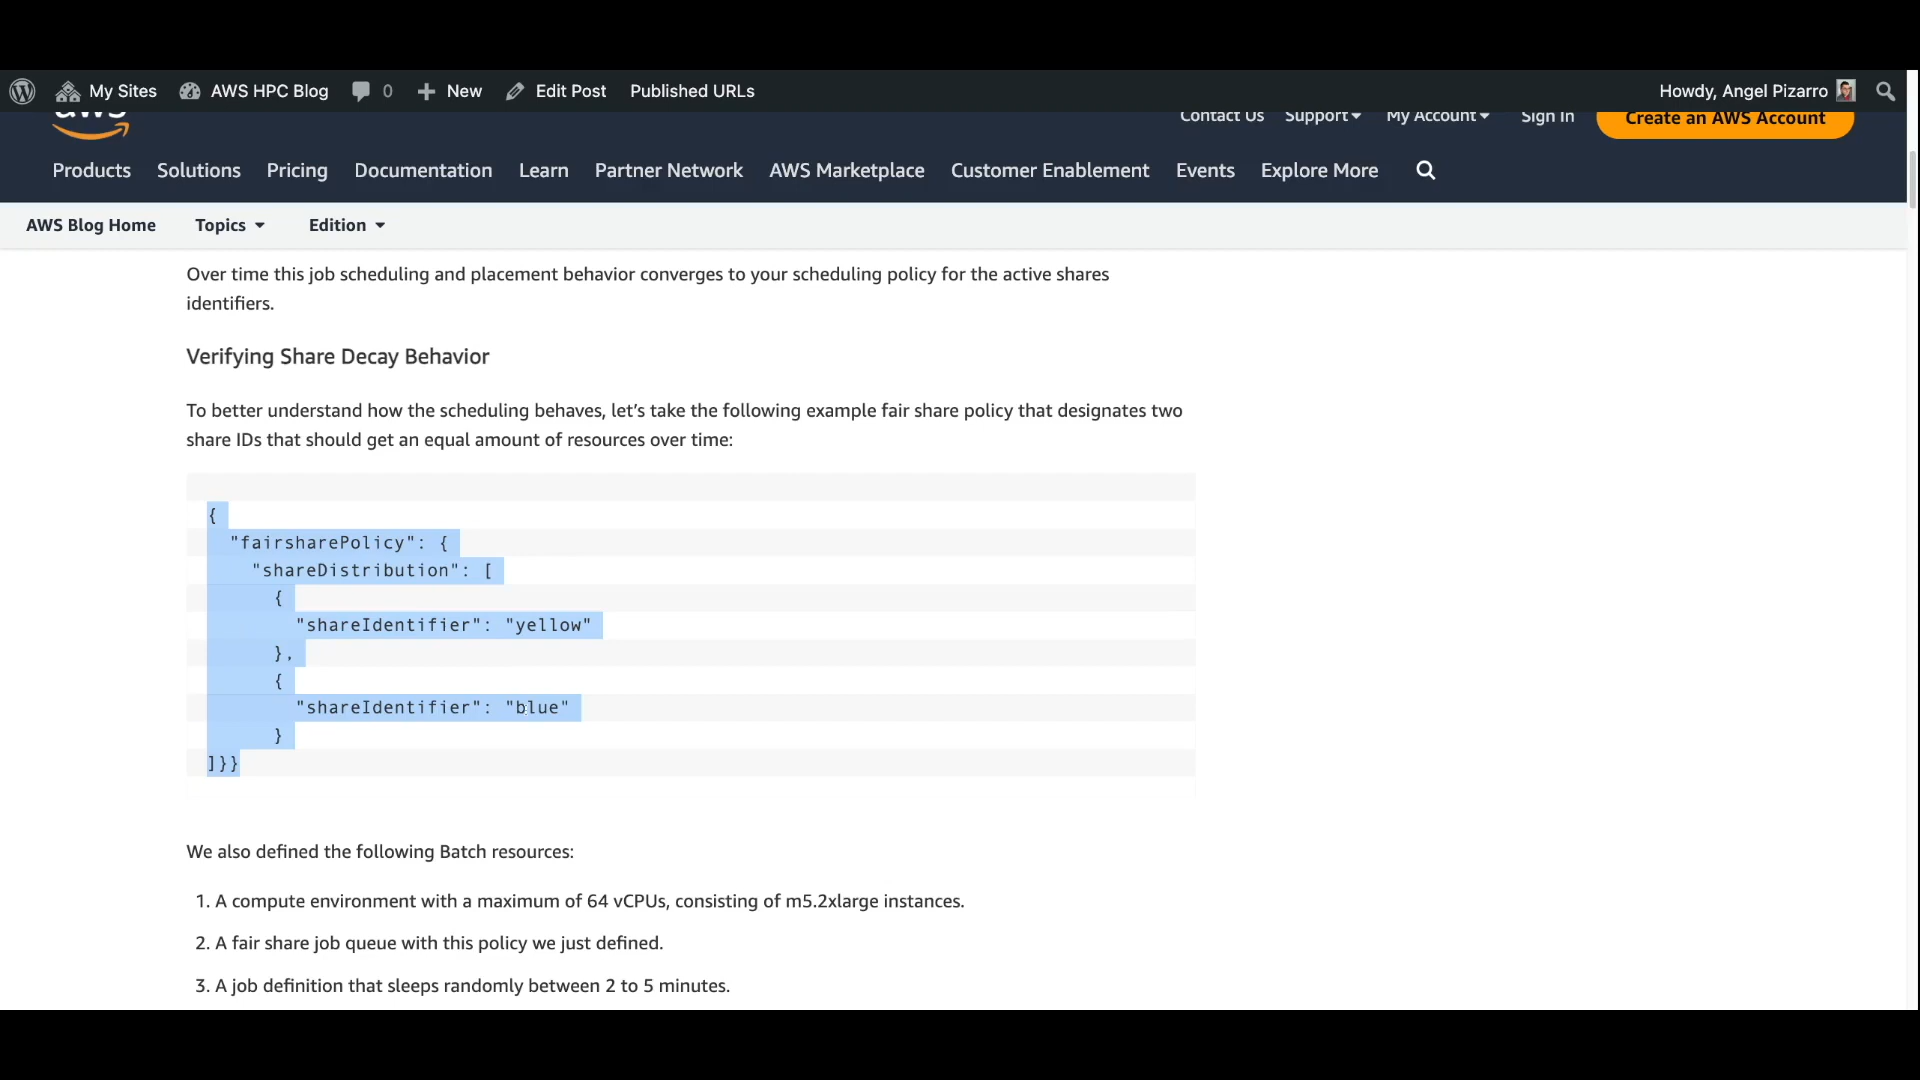 My Sites AWS HPC Blog 0 New Edit Post Published URLs Howdy, Angel Pizarro
aws Contact Us Support My Account Sign In Create an AWS Account
Products Solutions Pricing Documentation Learn Partner Network AWS Marketplace Customer Enablement Events Explore More
AWS Blog Home Topics Edition
Over time this job scheduling and placement behavior converges to your scheduling policy for the active shares
identifiers.
Verifying Share Decay Behavior
To better understand how the scheduling behaves, let's take the following example fair share policy that designates two
share IDs that should get an equal amount of resources over time:
{
"fairsharePolicy": {
"shareDistribution": [
{
"shareIdentifier": "yellow"
},
{
"shareIdentifier": "blue"
}
]}}
We also defined the following Batch resources:
1. A compute environment with a maximum of 64 vCPUs, consisting of m5.2xlarge instances.
2. A fair share job queue with this policy we just defined.
3. A job definition that sleeps randomly between 2 to 5 minutes.